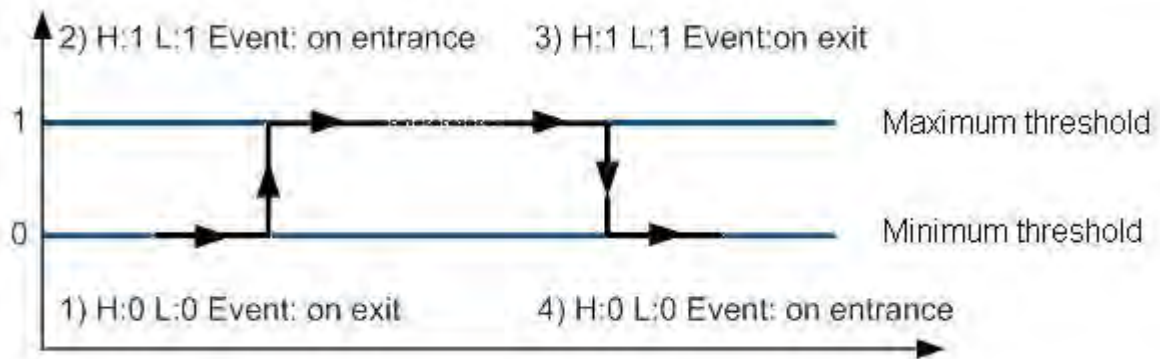 2) H:1 L:1 Event: on entrance
3) H:1 L:1 Event:on exit
1
Maximum threshold
0
Minimum threshold
1) H:0 L:0 Event: on exit
4) H:0 L:0 Event: on entrance